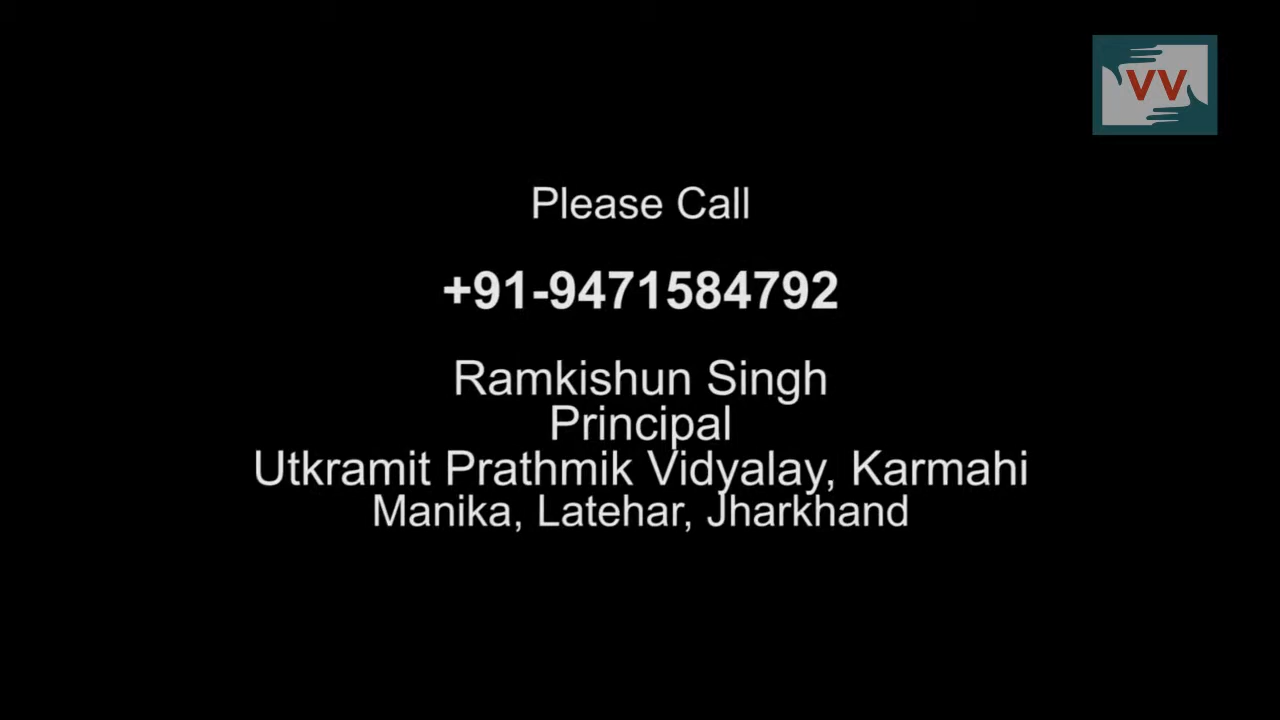 VV
Please Call
+91-9471584792
Ramkishun Singh
Principal
Utkramit Prathmik Vidyalay, Karmahi
Manika, Latehar, Jharkhand